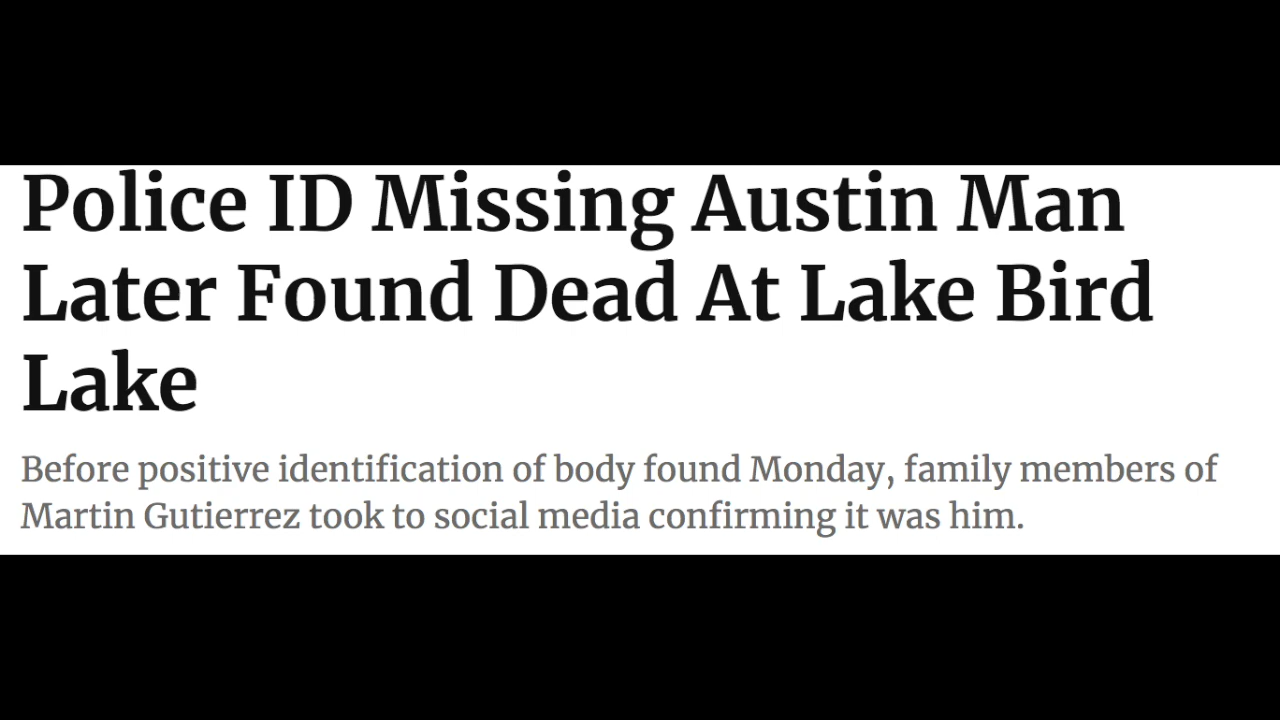 Police ID Missing Austin Man
Later Found Dead At Lake Bird
Lake
Before positive identification of body found Monday, family members of
Martin Gutierrez took to social media confirming it was him.